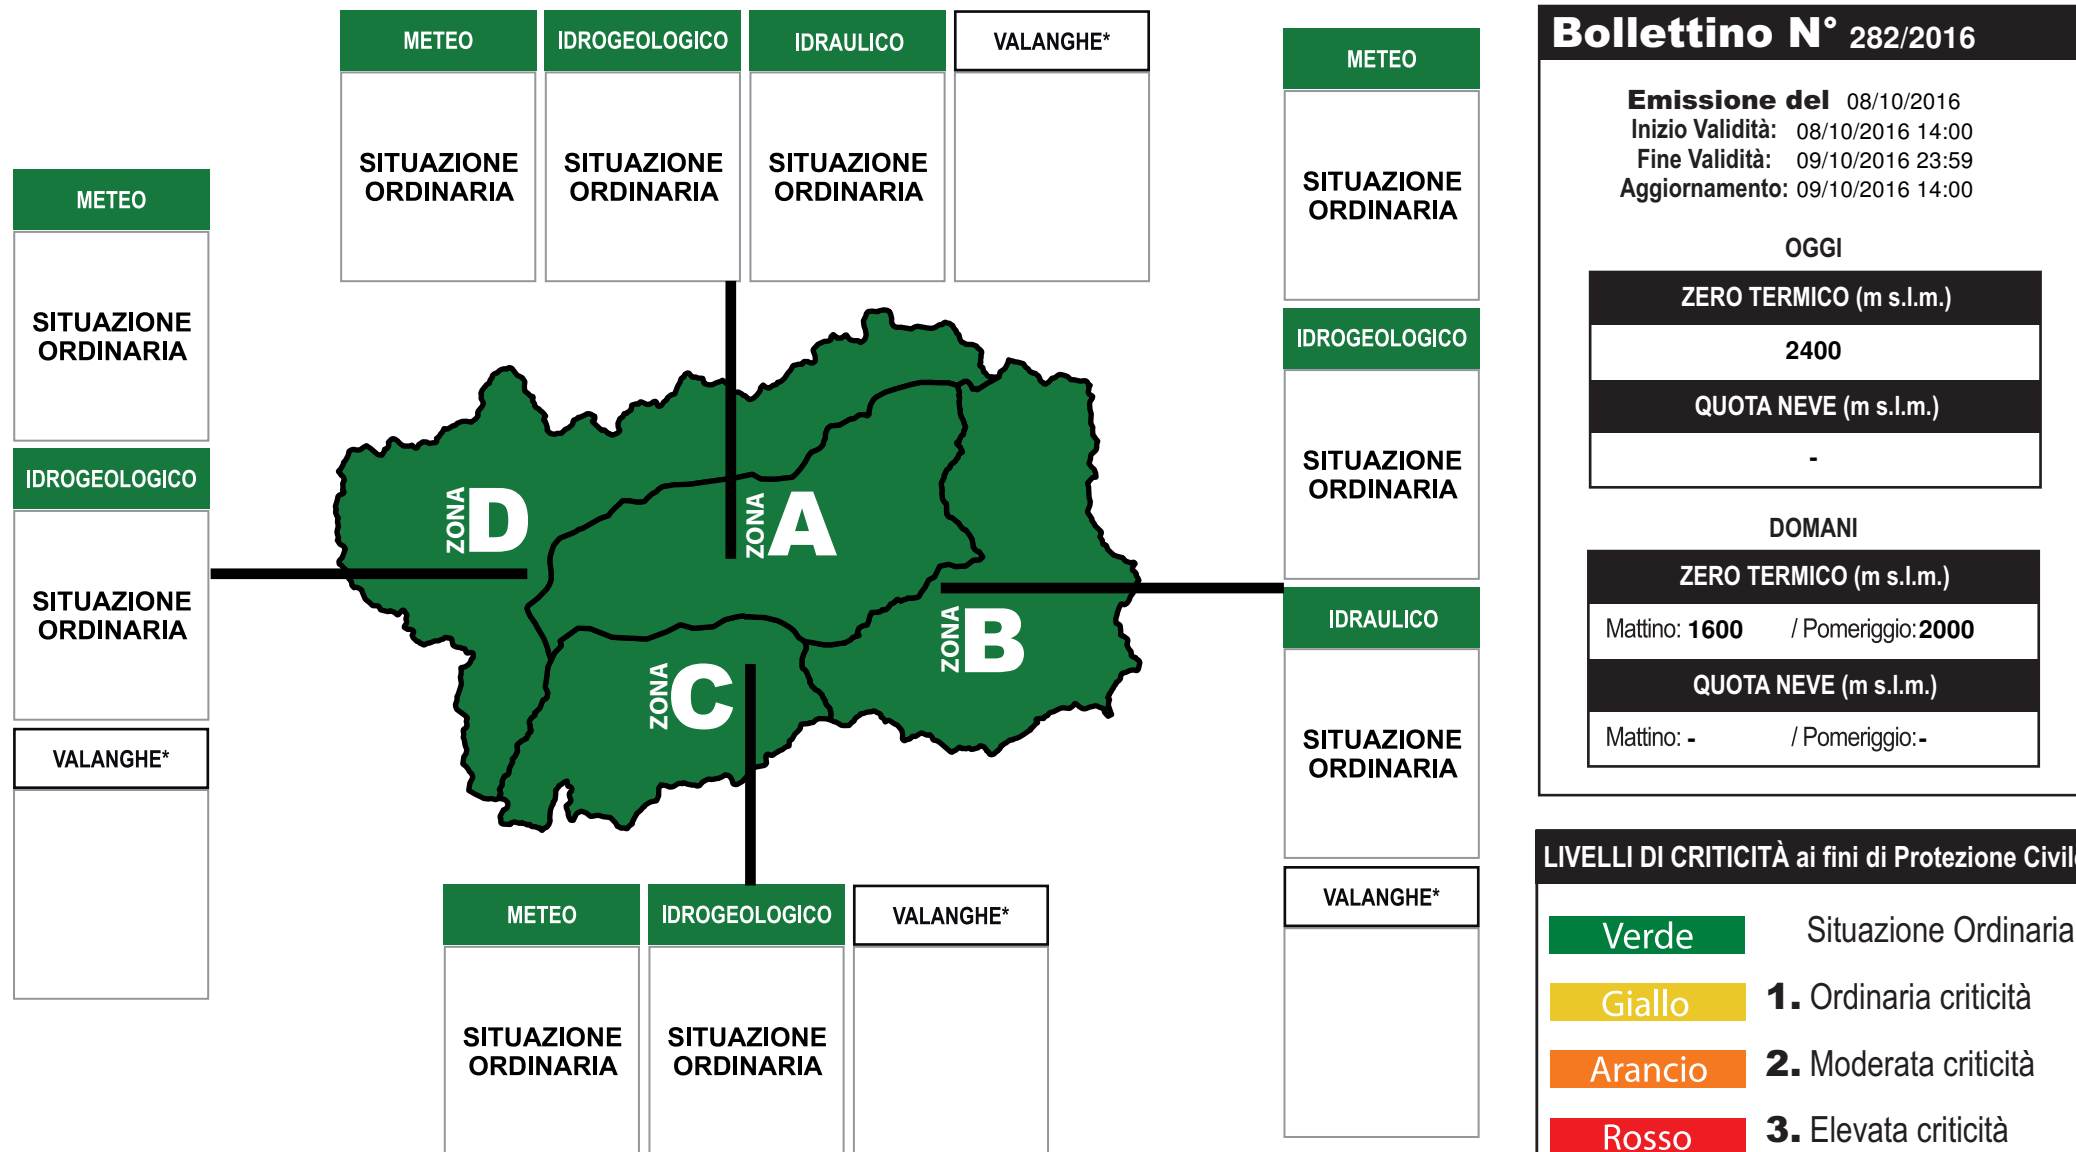 METEO IDROGEOLOGICO IDRAULICO VALANGHE*
SITUAZIONE ORDINARIA SITUAZIONE ORDINARIA SITUAZIONE ORDINARIA
METEO
SITUAZIONE
ORDINARIA
IDROGEOLOGICO
SITUAZIONE
ORDINARIA
VALANGHE*
ZONA D
ZONA A
ZONA B
ZONA C
METEO
SITUAZIONE
ORDINARIA
IDROGEOLOGICO
SITUAZIONE
ORDINARIA
IDRAULICO
SITUAZIONE
ORDINARIA
VALANGHE*
METEO IDROGEOLOGICO VALANGHE*
SITUAZIONE ORDINARIA SITUAZIONE ORDINARIA
Bollettino N° 282/2016
Emissione del 08/10/2016
Inizio Validità: 08/10/2016 14:00
Fine Validità: 09/10/2016 23:59
Aggiornamento: 09/10/2016 14:00
OGGI
ZERO TERMICO (m s.l.m.)
2400
QUOTA NEVE (m s.l.m.)
-
DOMANI
ZERO TERMICO (m s.l.m.)
Mattino: 1600 / Pomeriggio: 2000
QUOTA NEVE (m s.l.m.)
Mattino: - / Pomeriggio: -
LIVELLI DI CRITICITÀ ai fini di Protezione Civile
Verde Situazione Ordinaria
Giallo 1. Ordinaria criticità
Arancio 2. Moderata criticità
Rosso 3. Elevata criticità